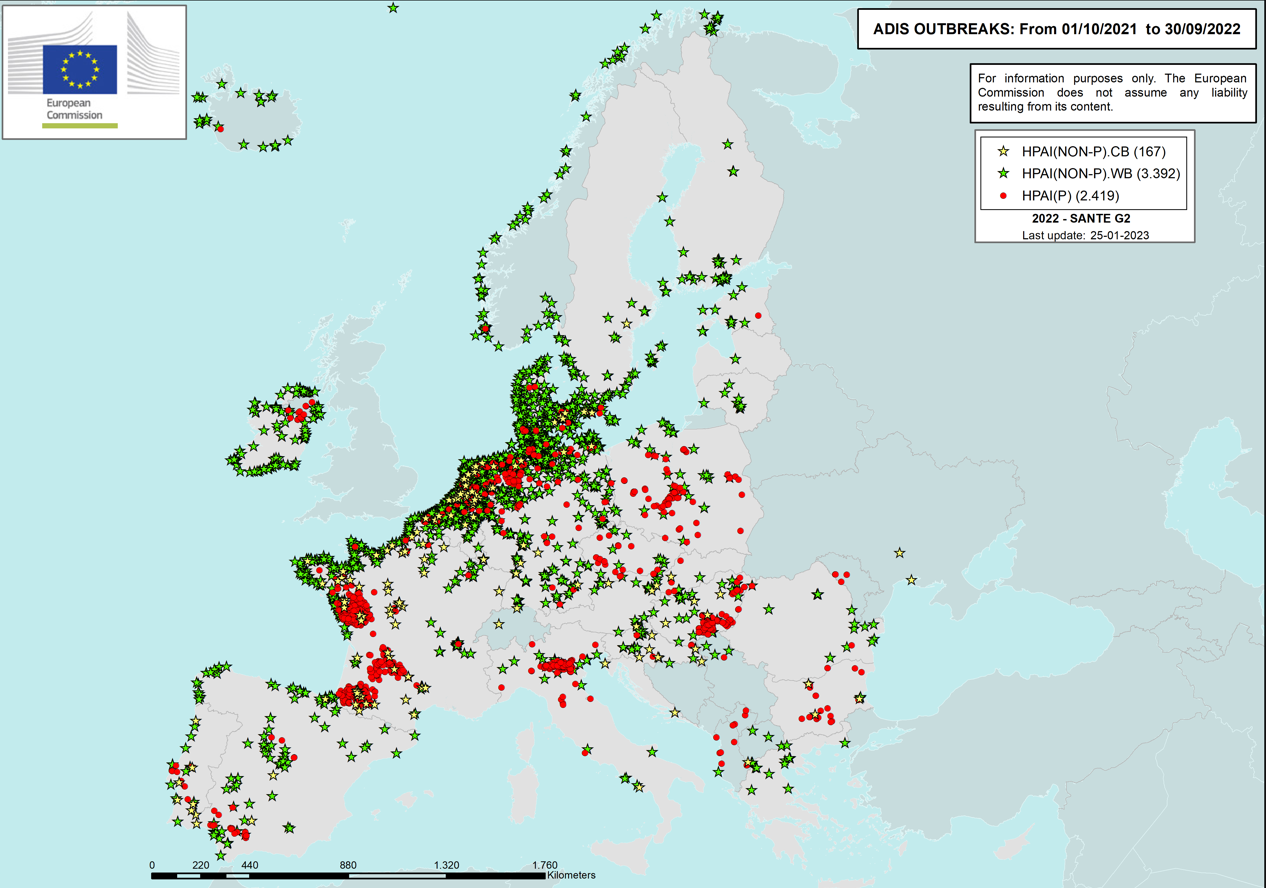 European
Commission
ADIS OUTBREAKS: From 01/10/2021 to 30/09/2022
For information purposes only. The European
Commission does not assume any liability
resulting from its content.
HPAI(NON-P).CB (167)
HPAI(NON-P).WB (3.392)
HPAI(P) (2.419)
2022 - SANTE G2
Last update: 25-01-2023
0 220 440 880 1.320 1.760
Kilometers